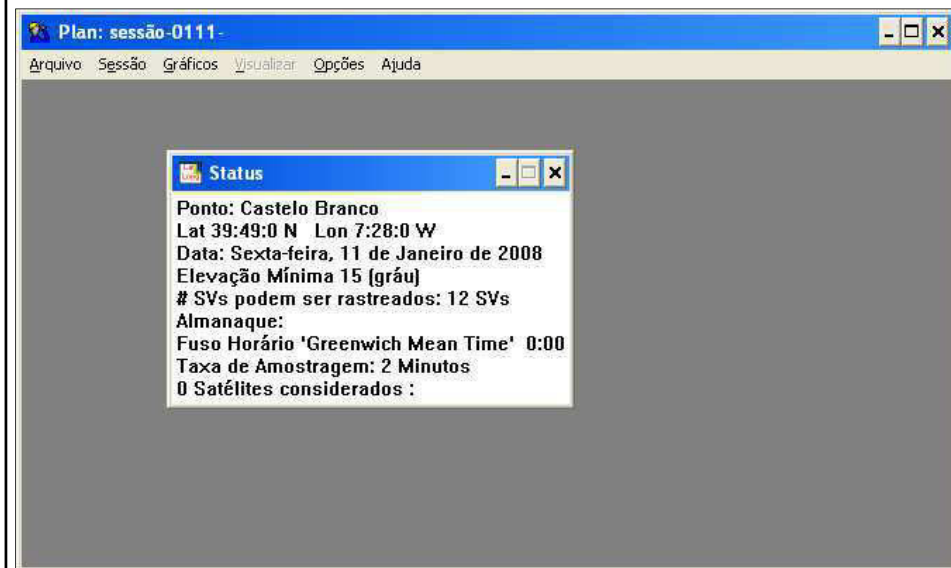 Plan: sessão-0111-
Arquivo Sessão Gráficos Visualizar Opções Ajuda
Status
Ponto: Castelo Branco
Lat 39:49:0 N Lon 7:28:0 W
Data: Sexta-feira, 11 de Janeiro de 2008
Elevação Mínima 15 (gráu)
# SVs podem ser rastreados: 12 SVs
Almanaque:
Fuso Horário 'Greenwich Mean Time' 0:00
Taxa de Amostragem: 2 Minutos
0 Satélites considerados :